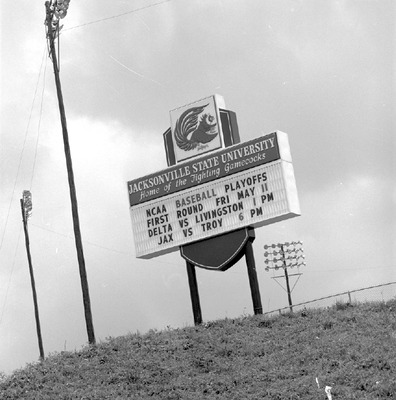 JACKSONVILLE STATE UNIVERSITY
Home of the Fighting Gamecocks
NCAA BASEBALL PLAYOFFS
FIRST ROUND FRI MAY 11
DELTA VS LIVINGSTON 1 PM
JAX VS TROY 6 PM